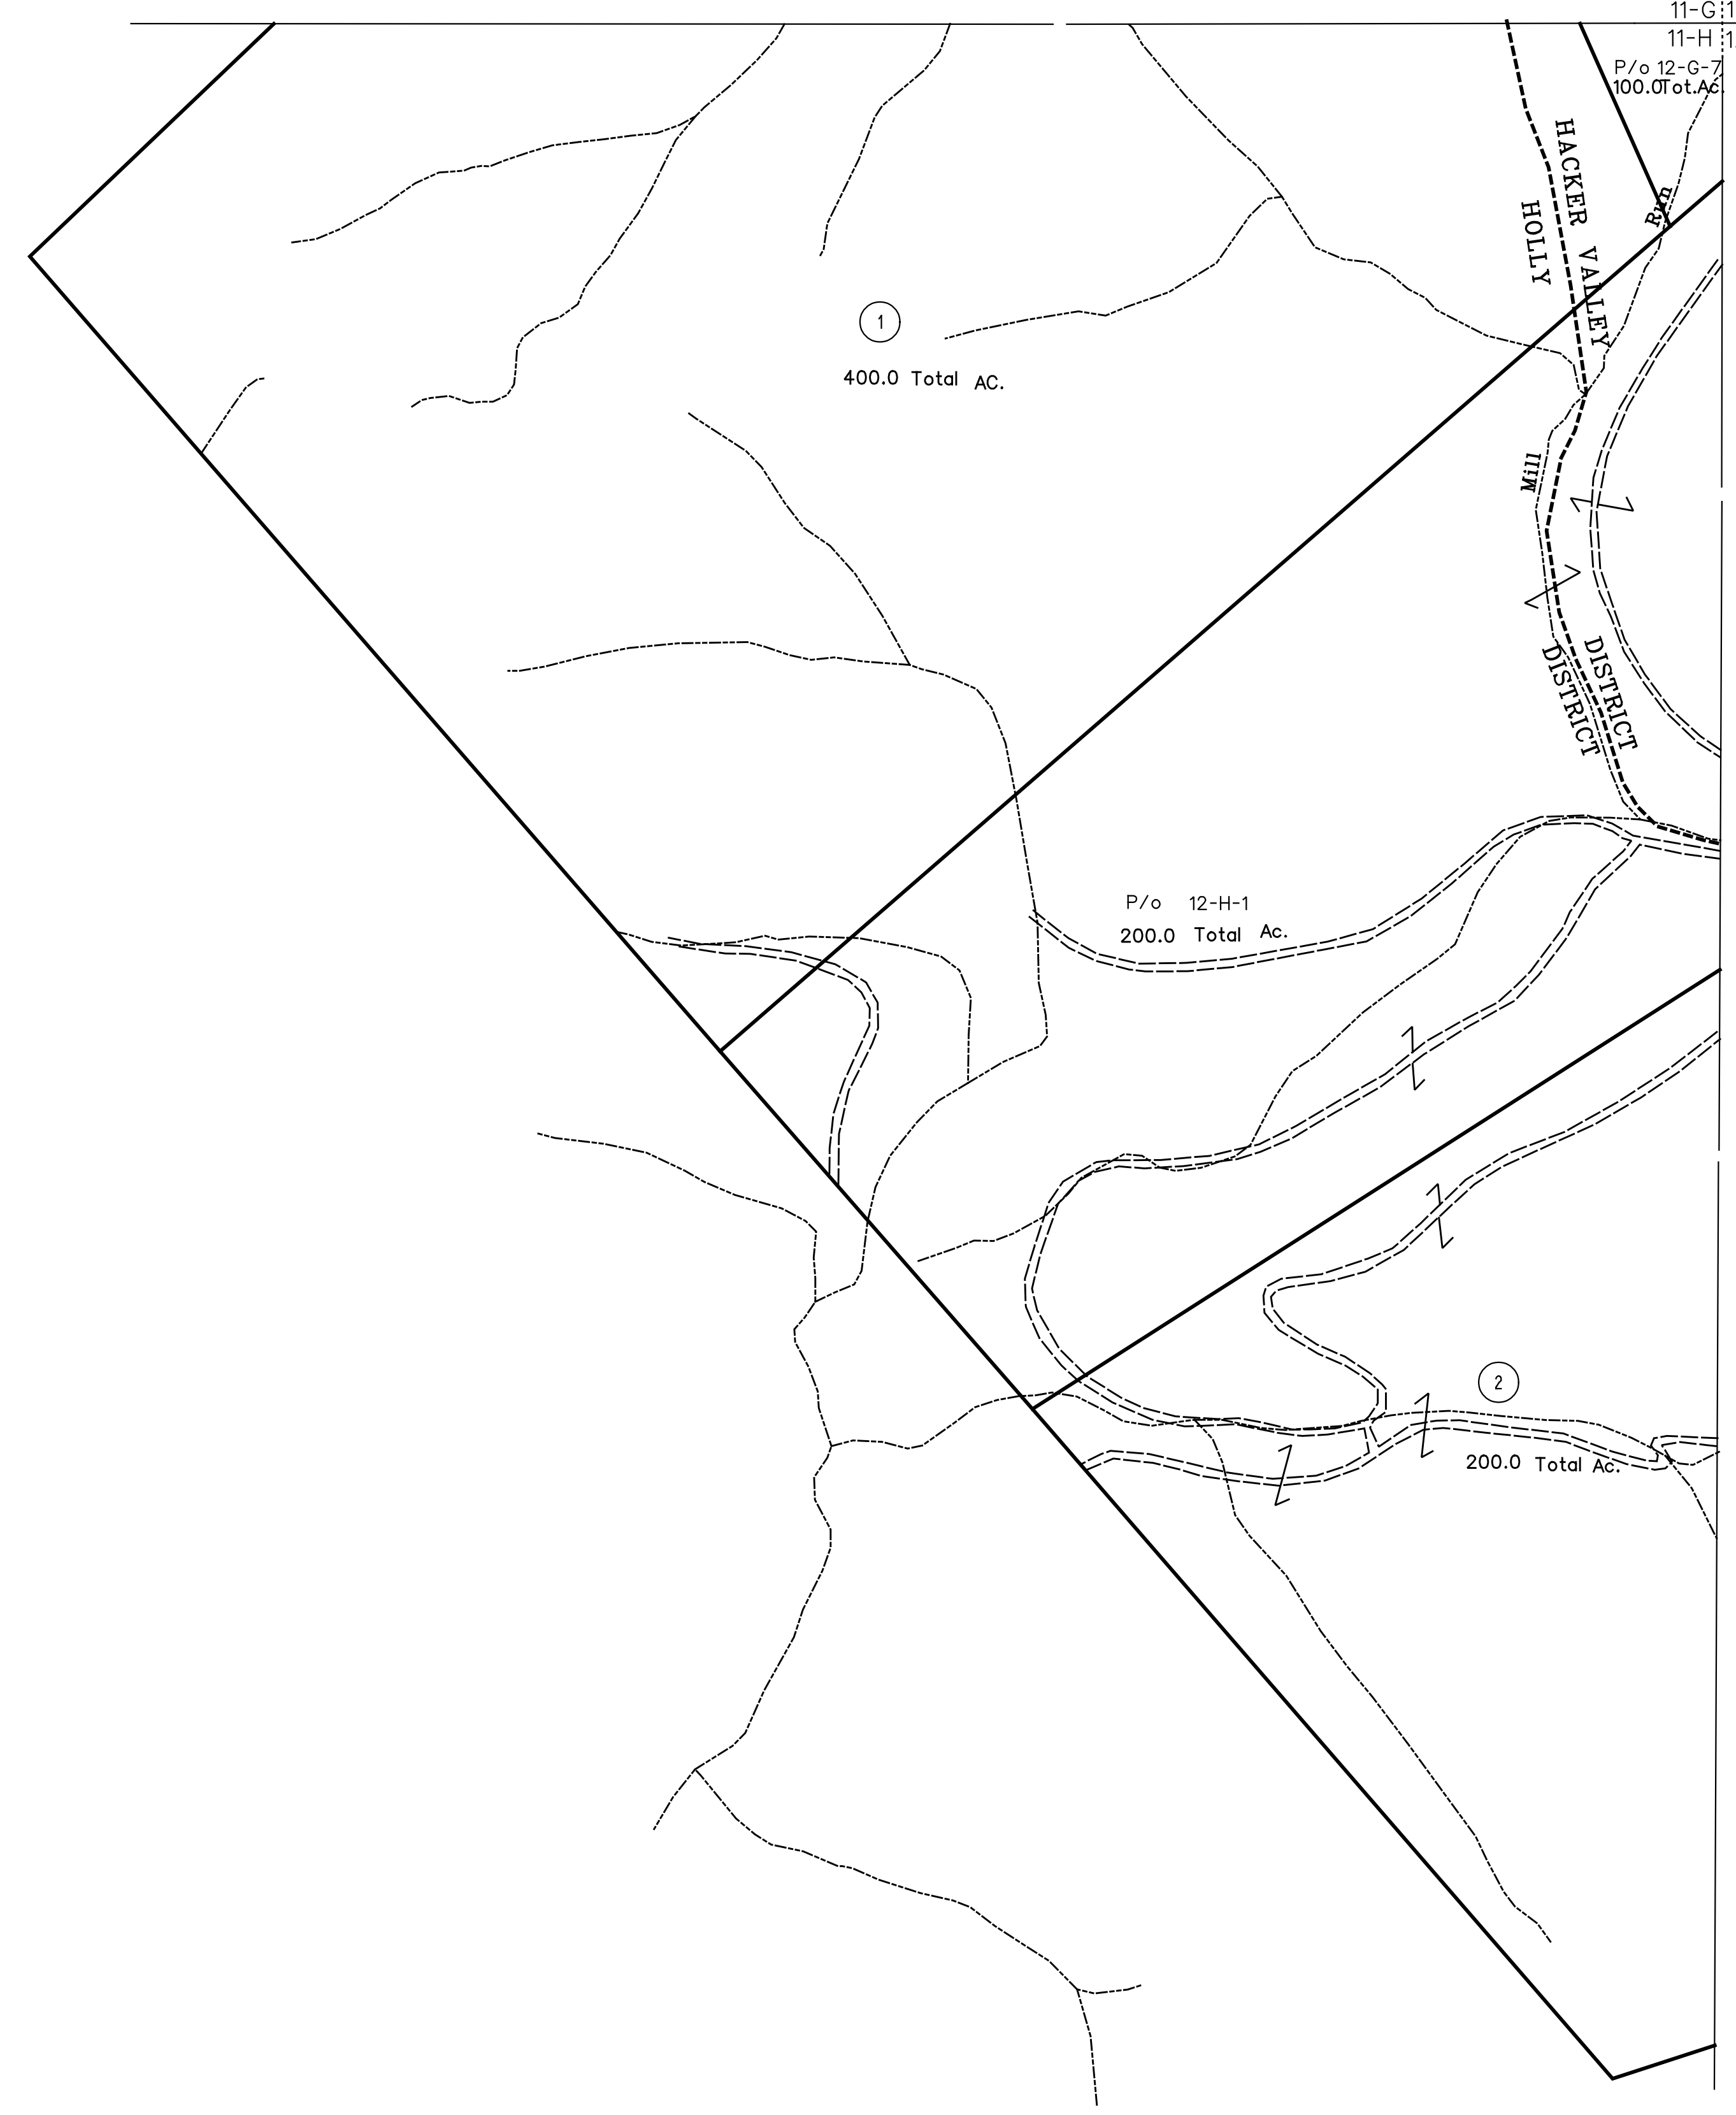 11-G 1
11-H 1
P/o 12-G-7
100.0 Tot.Ac.
HACKER VALLEY
HOLLY
Run
1
400.0 Total AC.
Mill
DISTRICT
DISTRICT
P/o 12-H-1
200.0 Total Ac.
2
200.0 Total Ac.